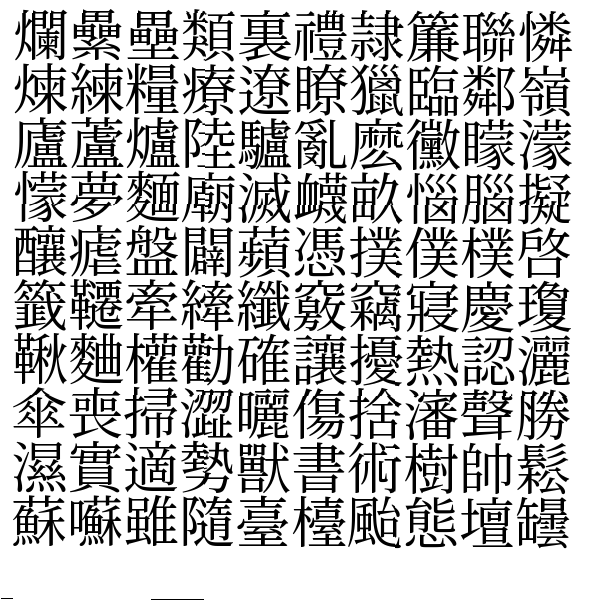 爛纍壘類裏禮隷簾聯憐
煉練糧療遼瞭獵臨鄰嶺
廬蘆爐陸驢亂麽黴矇濛
懞夢麵廟滅衊畝惱腦擬
釀瘧盤闢蘋憑撲僕樸啓
籤韆牽縴纖竅竊寢慶瓊
鞦麯權勸確讓擾熱認灑
傘喪掃澀曬傷捨瀋聲勝
濕實適勢獸書術樹帥鬆
蘇囌雖隨臺檯颱態壇罎